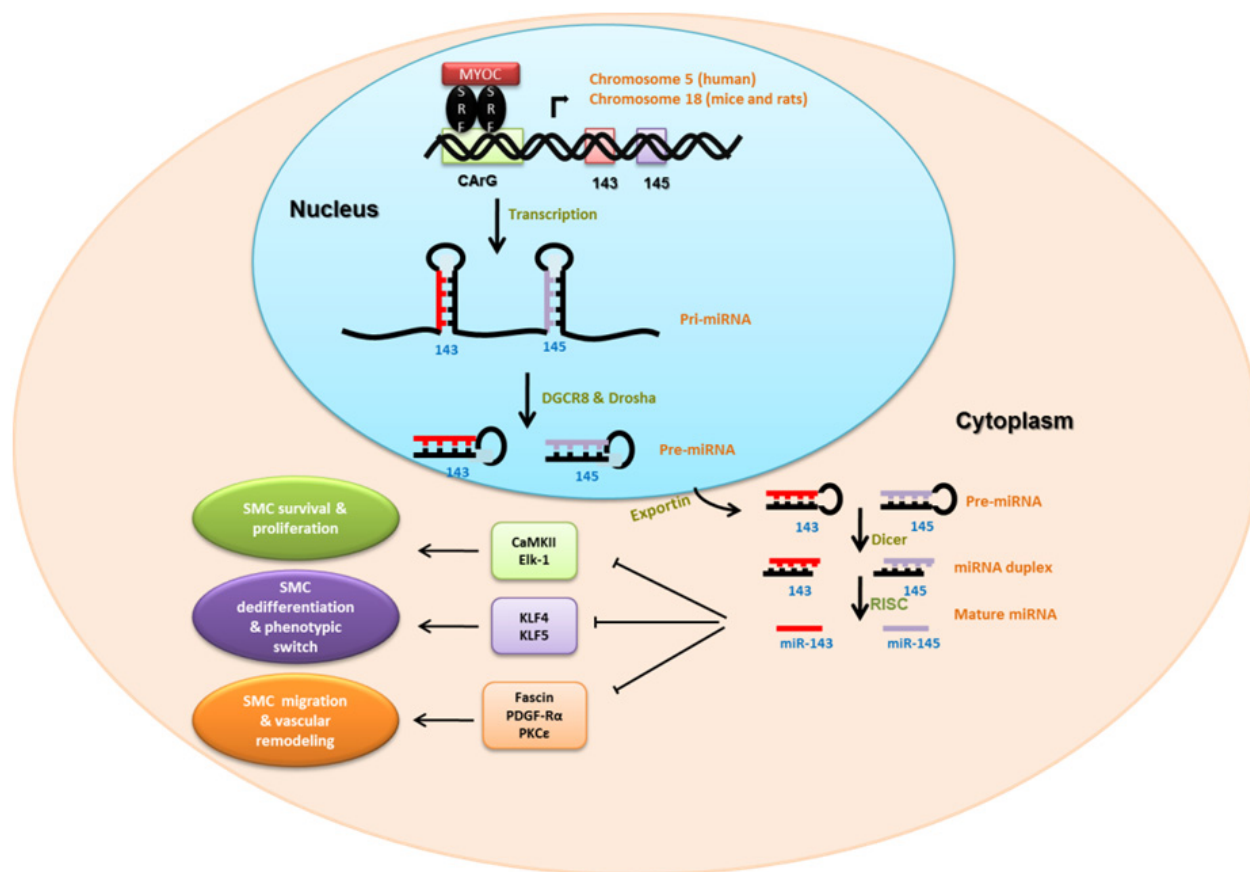 MYOC
SRF
SRF
Chromosome 5 (human)
Chromosome 18 (mice and rats)
CArG
143
145
Nucleus
Transcription
Pri-miRNA
143
145
DGCR8 & Drosha
Cytoplasm
Pre-miRNA
143
145
Exportin
Pre-miRNA
143
145
Dicer
miRNA duplex
143
145
RISC
Mature miRNA
miR-143
miR-145
SMC survival &
proliferation
CaMKII
Elk-1
SMC
dedifferentiation
& phenotypic
switch
KLF4
KLF5
SMC migration
& vascular
remodeling
Fascin
PDGF-Rα
PKCε